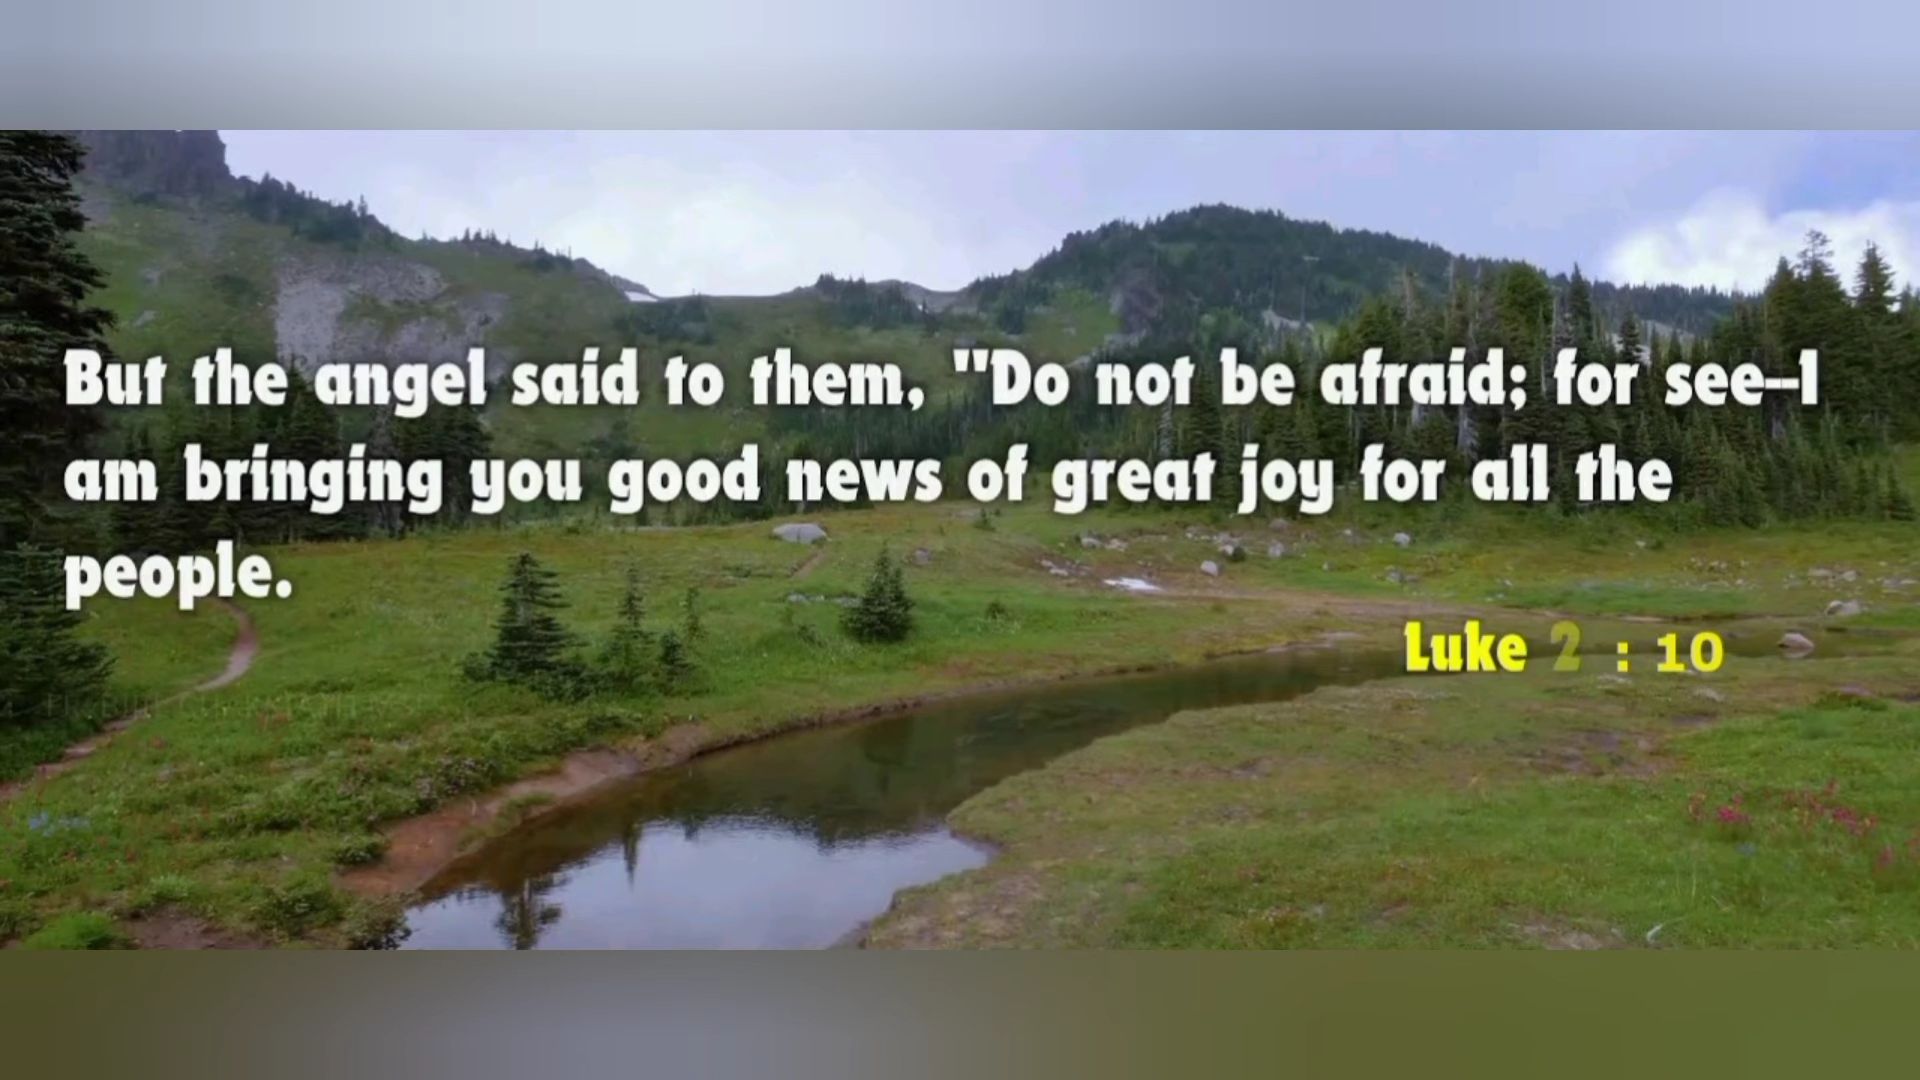 But the angel said to them, "Do not be afraid; for see--I
am bringing you good news of great joy for all the
people.
Luke 2 : 10